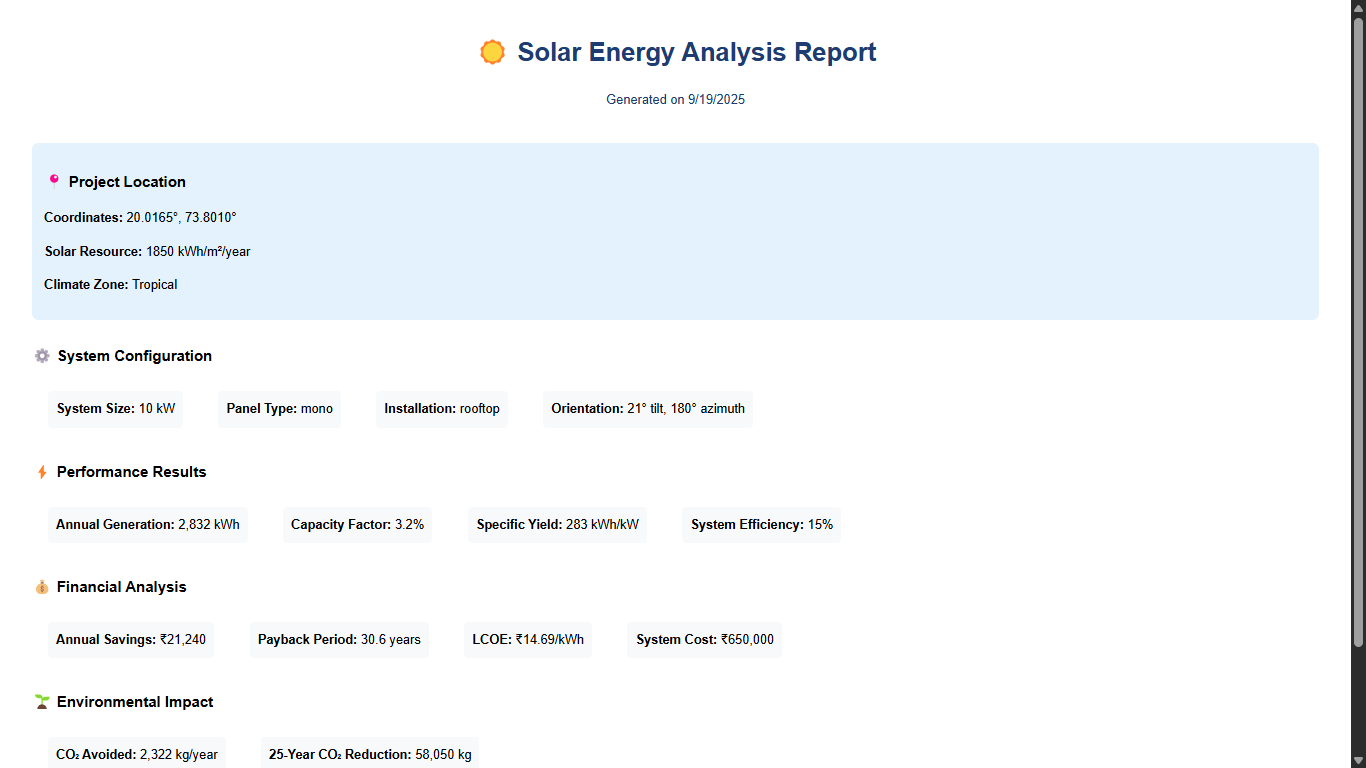 Solar Energy Analysis Report
Generated on 9/19/2025
Project Location
Coordinates: 20.0165°, 73.8010°
Solar Resource: 1850 kWh/m²/year
Climate Zone: Tropical
System Configuration
System Size: 10 kW Panel Type: mono Installation: rooftop Orientation: 21° tilt, 180° azimuth
Performance Results
Annual Generation: 2,832 kWh Capacity Factor: 3.2% Specific Yield: 283 kWh/kW System Efficiency: 15%
Financial Analysis
Annual Savings: ₹21,240 Payback Period: 30.6 years LCOE: ₹14.69/kWh System Cost: ₹650,000
Environmental Impact
CO₂ Avoided: 2,322 kg/year 25-Year CO₂ Reduction: 58,050 kg